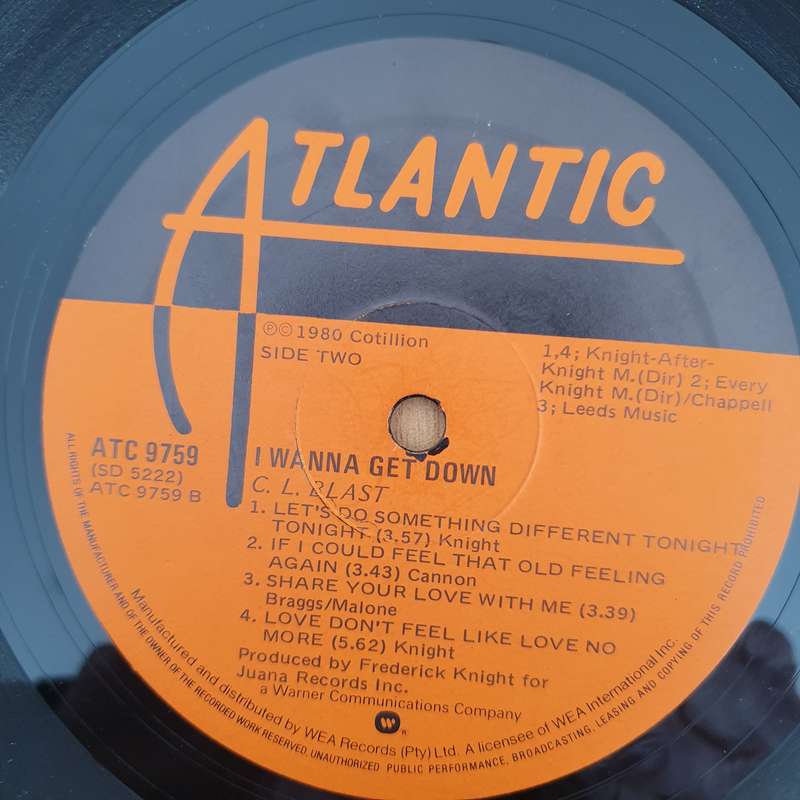 ATLANTIC
℗©1980 Cotillion
SIDE TWO
1,4; Knight-After-
Knight M.(Dir) 2; Every
Knight M.(Dir)/Chappell
3; Leeds Music
ATC 9759
(SD 5222)
ATC 9759 B
I WANNA GET DOWN
C. L. BLAST
1. LET'S DO SOMETHING DIFFERENT TONIGHT
TONIGHT (3.57) Knight
2. IF I COULD FEEL THAT OLD FEELING
AGAIN (3.43) Cannon
3. SHARE YOUR LOVE WITH ME (3.39)
Braggs/Malone
4. LOVE DON'T FEEL LIKE LOVE NO
MORE (5.62) Knight
Produced by Frederick Knight for
Juana Records Inc.
a Warner Communications Company
Manufactured and distributed by WEA Records (Pty) Ltd. A licensee of WEA International Inc.
ALL RIGHTS OF THE MANUFACTURER AND OF THE OWNER OF THE RECORDED WORK RESERVED. UNAUTHORIZED PUBLIC PERFORMANCE, BROADCASTING, LEASING AND COPYING OF THIS RECORD PROHIBITED